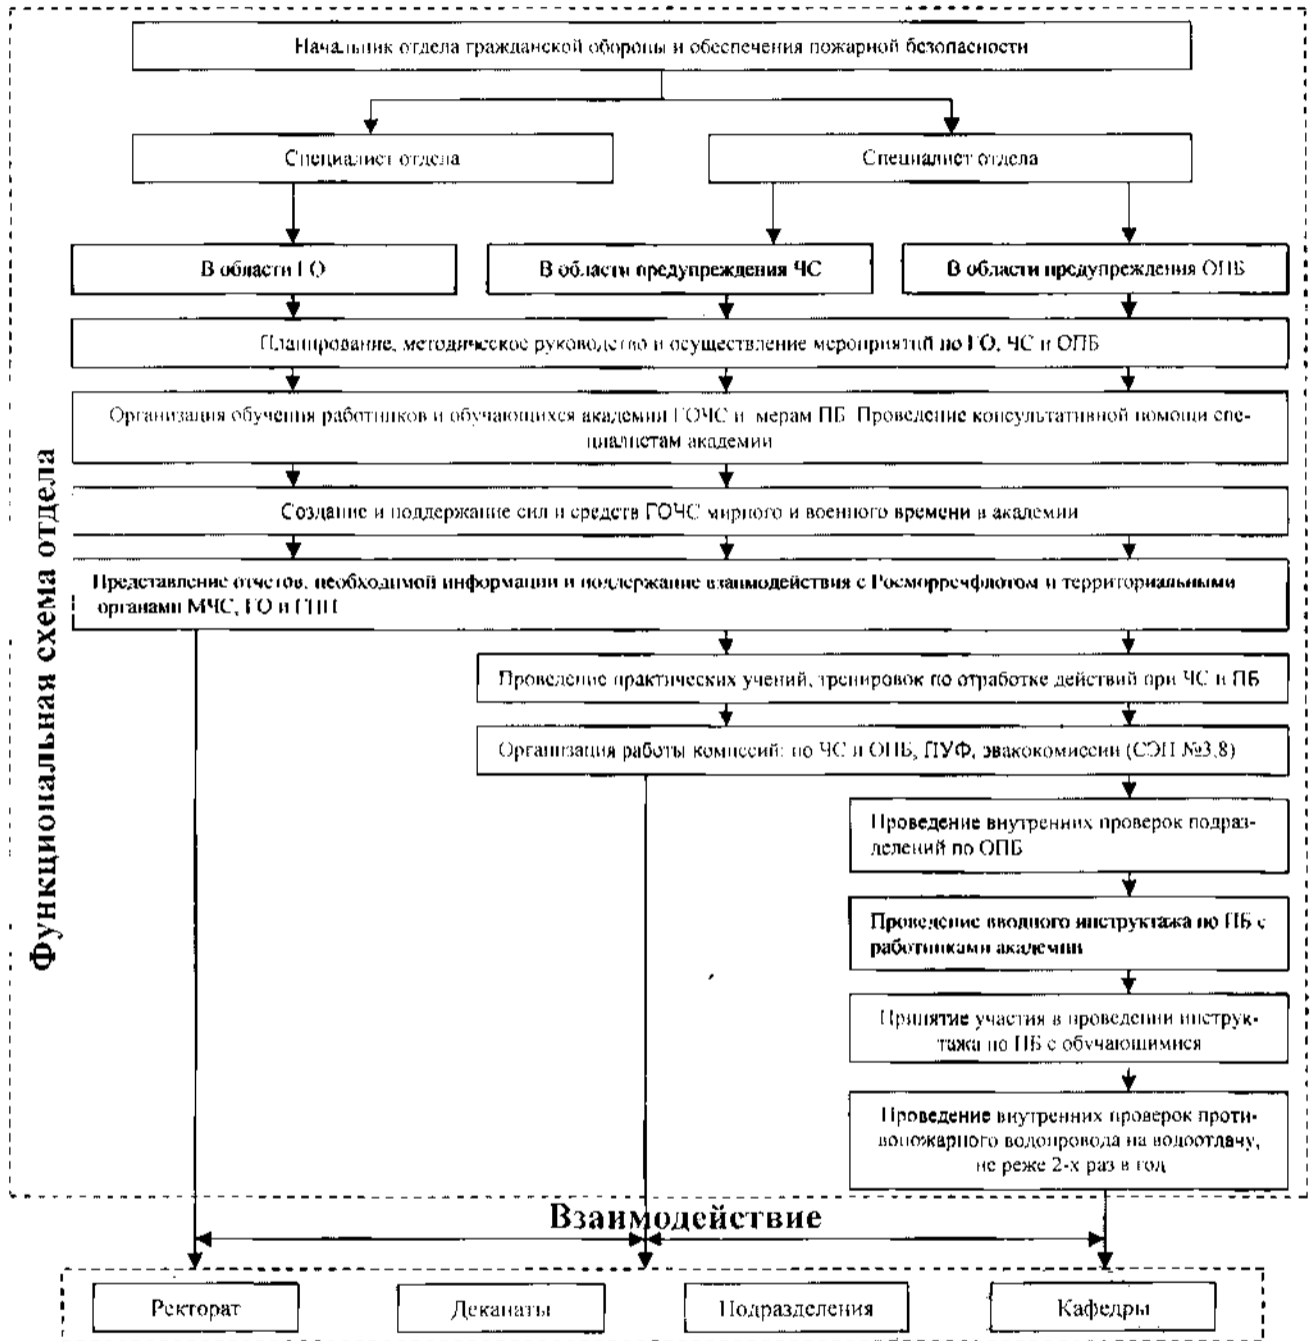 Начальник отдела гражданской обороны и обеспечения пожарной безопасности
Специалист отдела
Специалист отдела
В области ГО
В области предупреждения ЧС
В области предупреждения ОПБ
Планирование, методическое руководство и осуществление мероприятий по ГО, ЧС и ОПБ
Организация обучения работников и обучающихся академии ГОЧС и мерам ПБ Проведение консультативной помощи спе-
циалистам академии
Создание и поддержание сил и средств ГОЧС мирного и военного времени в академии
Представление отчетов, необходимой информации и поддержание взаимодействия с Росморречфлотом и территориальными
органами МЧС, ГО и ГПН
Проведение практических учений, тренировок по отработке действий при ЧС и ПБ
Организация работы комиссий: по ЧС и ОПБ, ПУФ, эвакокомиссии (СЭП №3,8)
Проведение внутренних проверок подраз-
делений по ОПБ
Проведение вводного инструктажа по ПБ с
работниками академии
Принятие участия в проведении инструк-
тажа по ПБ с обучающимися
Проведение внутренних проверок проти-
вопожарного водопровода на водоотдачу,
не реже 2-х раз в год
Функциональная схема отдела
Взаимодействие
Ректорат
Деканаты
Подразделения
Кафедры